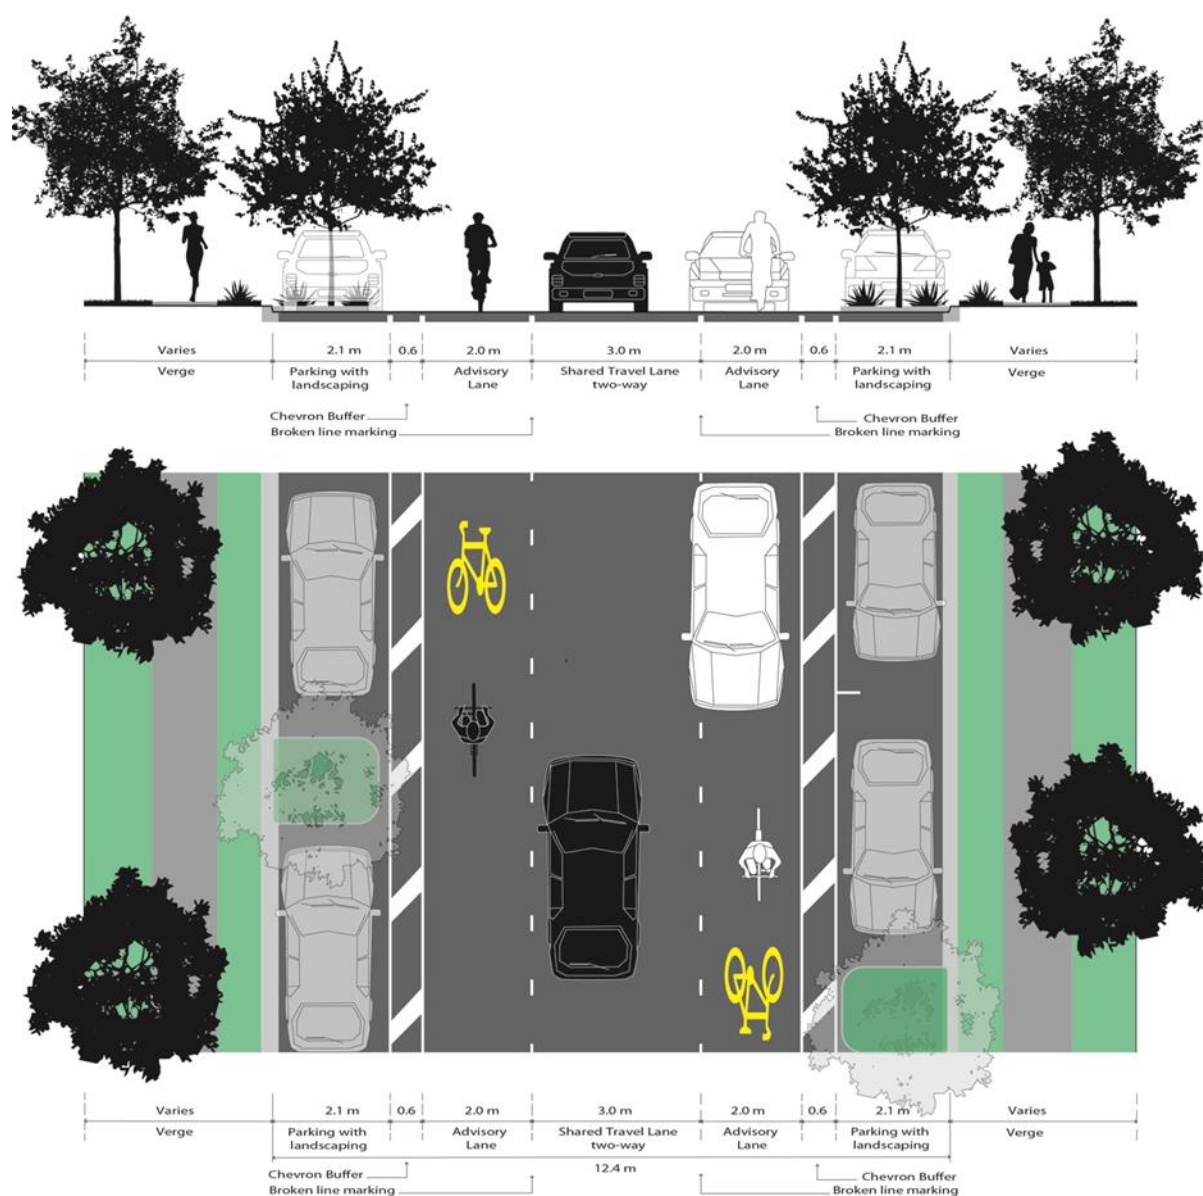 Varies 2.1 m 0.6 2.0 m 3.0 m 2.0 m 0.6 2.1 m Varies
Verge Parking with Advisory Shared Travel Lane Advisory Parking with Verge
landscaping Lane two-way Lane landscaping
Chevron Buffer Chevron Buffer
Broken line marking Broken line marking
Varies 2.1 m 0.6 2.0 m 3.0 m 2.0 m 0.6 2.1 m Varies
Verge Parking with Advisory Shared Travel Lane Advisory Parking with Verge
landscaping Lane two-way Lane landscaping
12.4 m
Chevron Buffer Chevron Buffer
Broken line marking Broken line marking